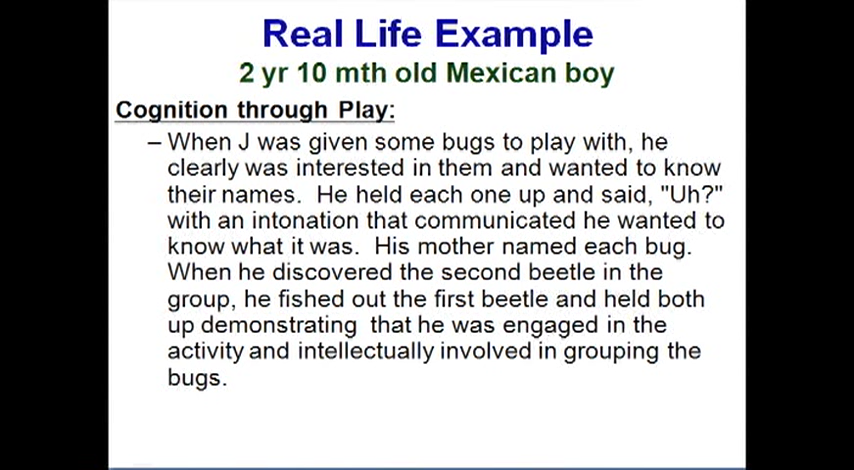 Real Life Example
2 yr 10 mth old Mexican boy
Cognition through Play:
– When J was given some bugs to play with, he
clearly was interested in them and wanted to know
their names. He held each one up and said, "Uh?"
with an intonation that communicated he wanted to
know what it was. His mother named each bug.
When he discovered the second beetle in the
group, he fished out the first beetle and held both
up demonstrating that he was engaged in the
activity and intellectually involved in grouping the
bugs.